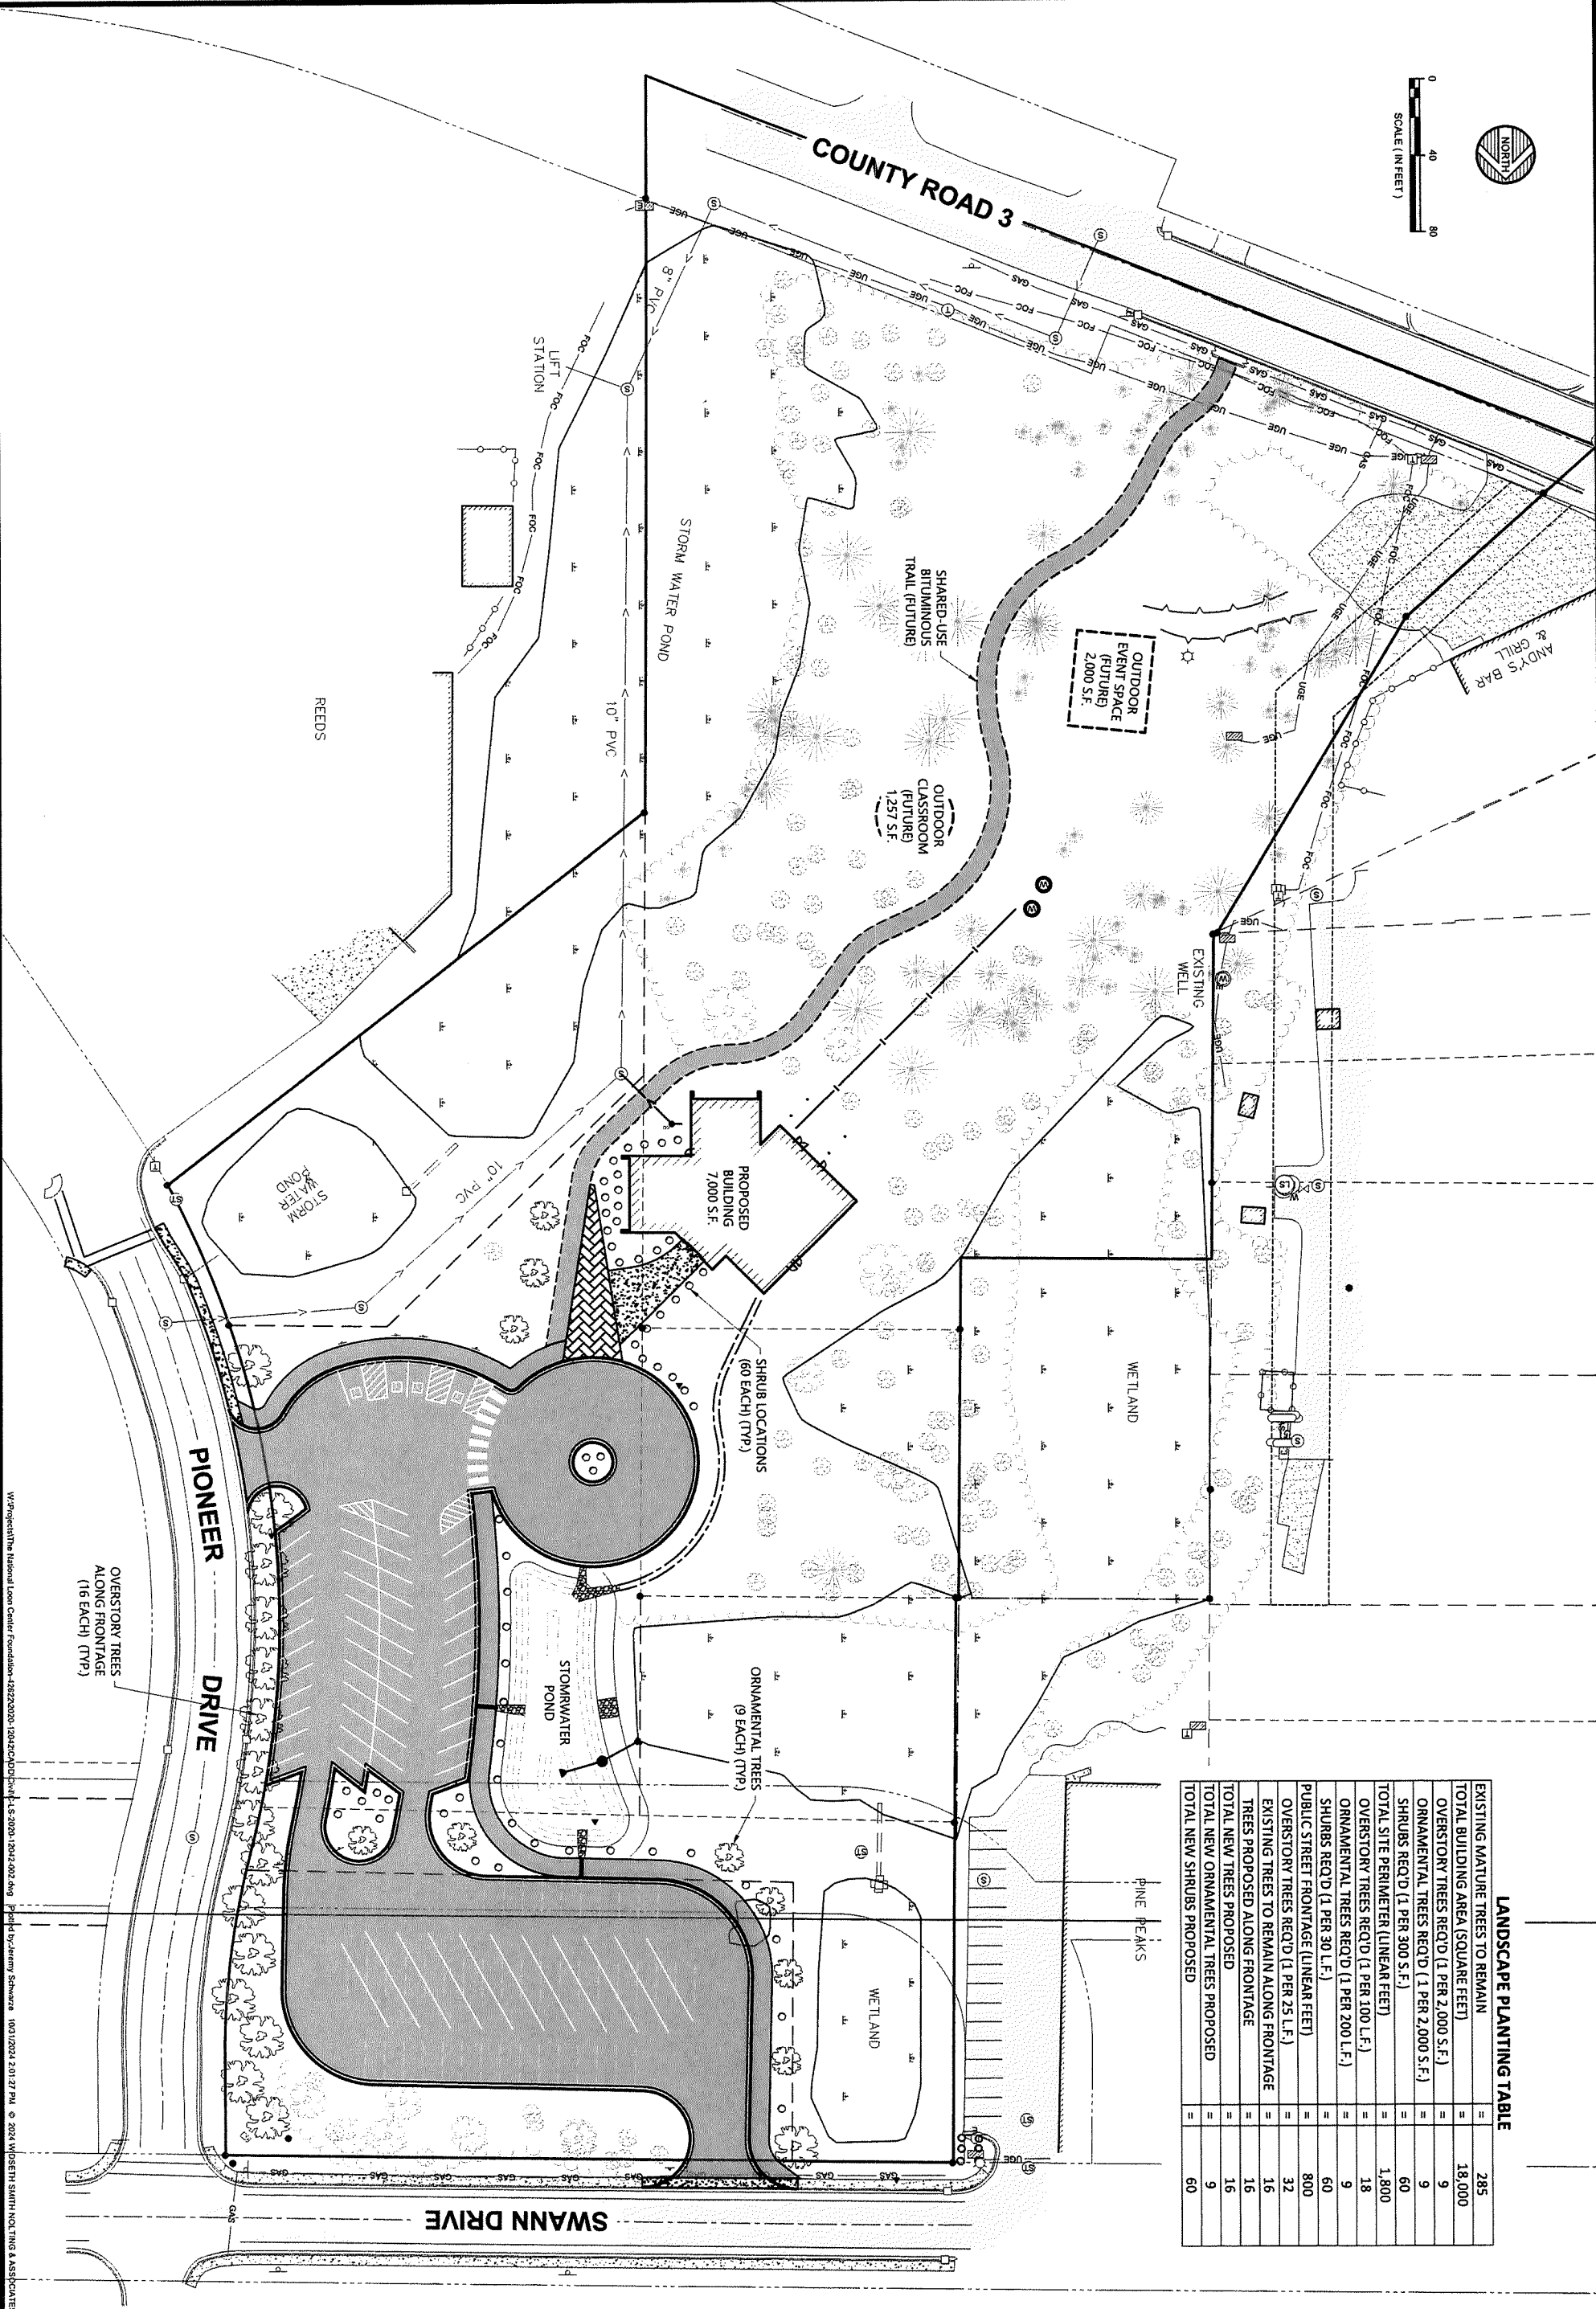 LANDSCAPE PLANTING TABLE
EXISTING MATURE TREES TO REMAIN = 285
TOTAL BUILDING AREA (SQUARE FEET) = 18,000
OVERSTORY TREES REQ'D (1 PER 2,000 S.F.) = 9
ORNAMENTAL TREES REQ'D (1 PER 2,000 S.F.) = 9
SHRUBS REQ'D (1 PER 300 S.F.) = 60
TOTAL SITE PERIMETER (LINEAR FEET) = 1,800
OVERSTORY TREES REQ'D (1 PER 100 L.F.) = 18
ORNAMENTAL TREES REQ'D (1 PER 200 L.F.) = 9
SHURBS REQ'D (1 PER 30 L.F.) = 60
PUBLIC STREET FRONTAGE (LINEAR FEET) = 800
OVERSTORY TREES REQ'D (1 PER 25 L.F.) = 32
EXISTING TREES TO REMAIN ALONG FRONTAGE = 16
TREES PROPOSED ALONG FRONTAGE = 16
TOTAL NEW TREES PROPOSED = 16
TOTAL NEW ORNAMENTAL TREES PROPOSED = 9
TOTAL NEW SHRUBS PROPOSED = 60
NORTH
0 40 80
SCALE ( IN FEET )
COUNTY ROAD 3
ANDY'S BAR
& GRILL
OUTDOOR
EVENT SPACE
(FUTURE)
2,000 S.F.
SHARED-USE
BITUMINOUS
TRAIL (FUTURE)
OUTDOOR
CLASSROOM
(FUTURE)
1,257 S.F.
EXISTING
WELL
8" PVC
LIFT
STATION
STORM WATER POND
10" PVC
REEDS
STORM
WATER
POND
10" PVC
PROPOSED
BUILDING
7,000 S.F.
SHRUB LOCATIONS
(60 EACH) (TYP.)
WETLAND
STOMRWATER
POND
ORNAMENTAL TREES
(9 EACH) (TYP.)
PINE PEAKS
WETLAND
OVERSTORY TREES
ALONG FRONTAGE
(16 EACH) (TYP.)
PIONEER DRIVE
SWANN DRIVE
UGE
FOC
GAS